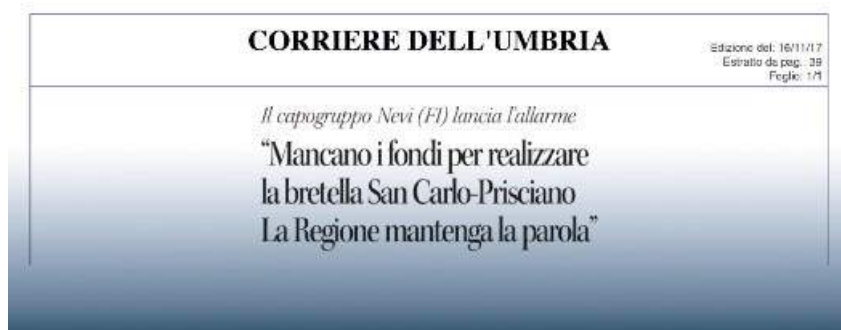 CORRIERE DELL'UMBRIA
Edizione del: 16/11/17
Estratto da pag.: 39
Foglio: 1/1
Il capogruppo Nevi (FI) lancia l'allarme
“Mancano i fondi per realizzare
la bretella San Carlo-Prisciano
La Regione mantenga la parola”